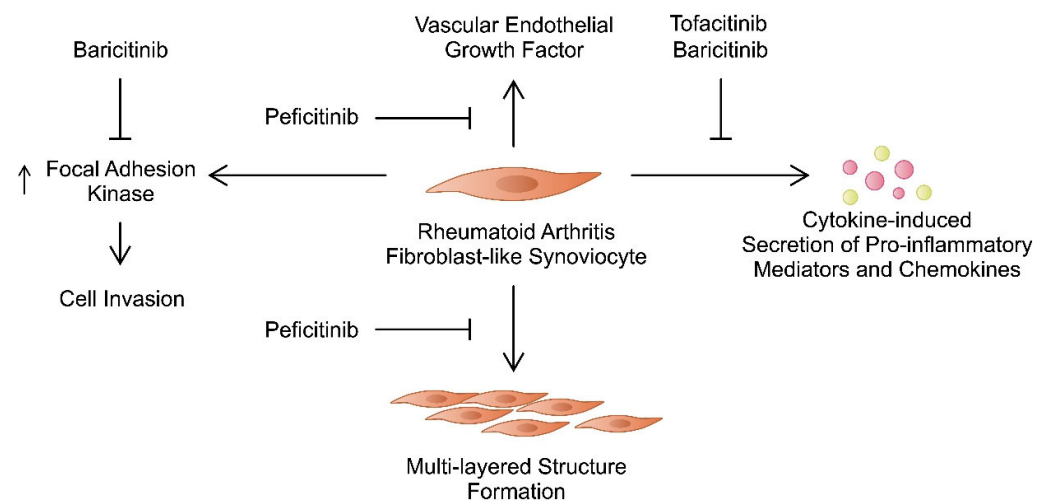 Baricitinib
Vascular Endothelial
Growth Factor
Tofacitinib
Baricitinib
Peficitinib
Focal Adhesion
Kinase
Cell Invasion
Rheumatoid Arthritis
Fibroblast-like Synoviocyte
Cytokine-induced
Secretion of Pro-inflammatory
Mediators and Chemokines
Peficitinib
Multi-layered Structure
Formation